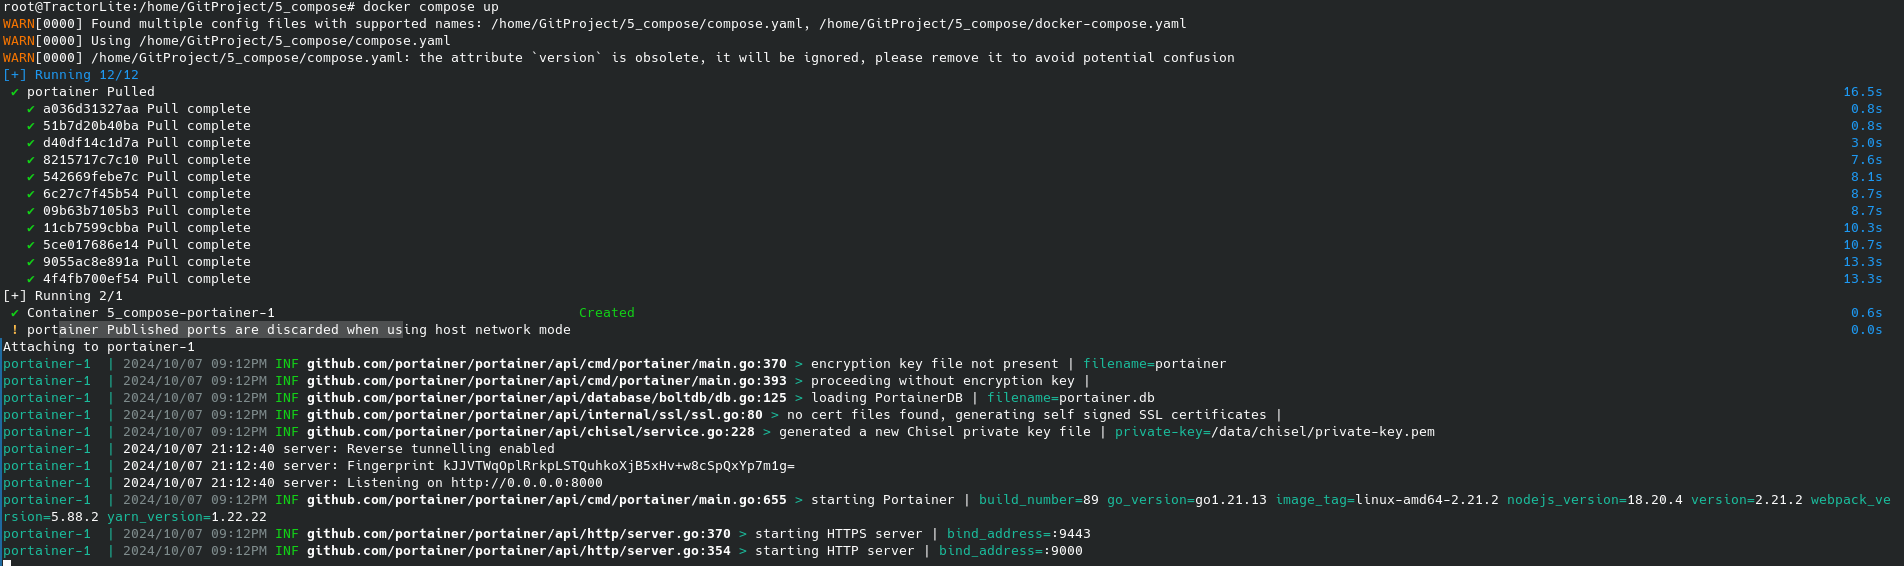 root@TractorLite:/home/GitProject/5_compose# docker compose up
WARN[0000] Found multiple config files with supported names: /home/GitProject/5_compose/compose.yaml, /home/GitProject/5_compose/docker-compose.yaml
WARN[0000] Using /home/GitProject/5_compose/compose.yaml
WARN[0000] /home/GitProject/5_compose/compose.yaml: the attribute `version` is obsolete, it will be ignored, please remove it to avoid potential confusion
[+] Running 12/12
✔ portainer Pulled 16.5s
✔ a036d31327aa Pull complete 0.8s
✔ 51b7d20b40ba Pull complete 0.8s
✔ d40df14c1d7a Pull complete 3.0s
✔ 8215717c7c10 Pull complete 7.6s
✔ 542669febe7c Pull complete 8.1s
✔ 6c27c7f45b54 Pull complete 8.7s
✔ 09b63b7105b3 Pull complete 8.7s
✔ 11cb7599cbba Pull complete 10.3s
✔ 5ce017686e14 Pull complete 10.7s
✔ 9055ac8e891a Pull complete 13.3s
✔ 4f4fb700ef54 Pull complete 13.3s
[+] Running 2/1
✔ Container 5_compose-portainer-1 Created 0.6s
! portainer Published ports are discarded when using host network mode 0.0s
Attaching to portainer-1
portainer-1 | 2024/10/07 09:12PM INF github.com/portainer/portainer/api/cmd/portainer/main.go:370 > encryption key file not present | filename=portainer
portainer-1 | 2024/10/07 09:12PM INF github.com/portainer/portainer/api/cmd/portainer/main.go:393 > proceeding without encryption key |
portainer-1 | 2024/10/07 09:12PM INF github.com/portainer/portainer/api/database/boltdb/db.go:125 > loading PortainerDB | filename=portainer.db
portainer-1 | 2024/10/07 09:12PM INF github.com/portainer/portainer/api/internal/ssl/ssl.go:80 > no cert files found, generating self signed SSL certificates |
portainer-1 | 2024/10/07 09:12PM INF github.com/portainer/portainer/api/chisel/service.go:228 > generated a new Chisel private key file | private-key=/data/chisel/private-key.pem
portainer-1 | 2024/10/07 21:12:40 server: Reverse tunnelling enabled
portainer-1 | 2024/10/07 21:12:40 server: Fingerprint kJJVTWqOplRrkpLSTQuhkoXjB5xHv+w8cSpQxYp7m1g=
portainer-1 | 2024/10/07 21:12:40 server: Listening on http://0.0.0.0:8000
portainer-1 | 2024/10/07 09:12PM INF github.com/portainer/portainer/api/cmd/portainer/main.go:655 > starting Portainer | build_number=89 go_version=go1.21.13 image_tag=linux-amd64-2.21.2 nodejs_version=18.20.4 version=2.21.2 webpack_ve
rsion=5.88.2 yarn_version=1.22.22
portainer-1 | 2024/10/07 09:12PM INF github.com/portainer/portainer/api/http/server.go:370 > starting HTTPS server | bind_address=:9443
portainer-1 | 2024/10/07 09:12PM INF github.com/portainer/portainer/api/http/server.go:354 > starting HTTP server | bind_address=:9000